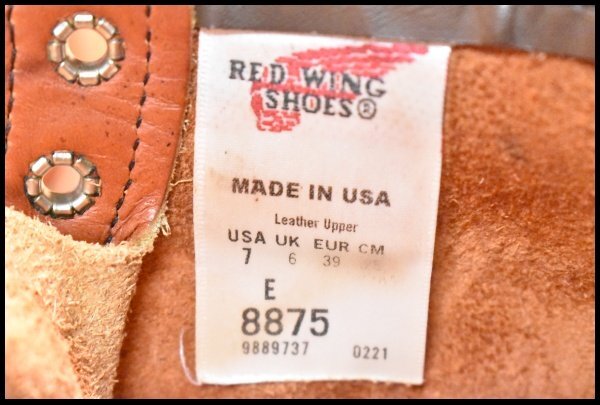 RED WING
SHOES®
MADE IN USA
Leather Upper
USA UK EUR CM
7 6 39
E
8875
9889737 0221